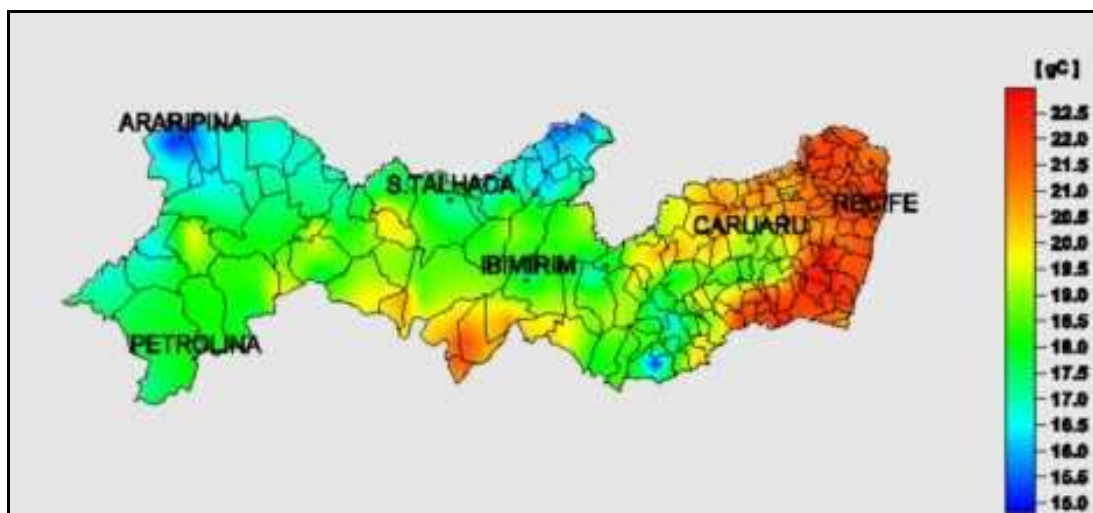 [gC]
ARARIPINA
S.TALHADA
RECIFE
CARUARU
IBIMIRIM
PETROLINA
22.5
22.0
21.5
21.0
20.5
20.0
19.5
19.0
18.5
18.0
17.5
17.0
16.5
16.0
15.5
15.0